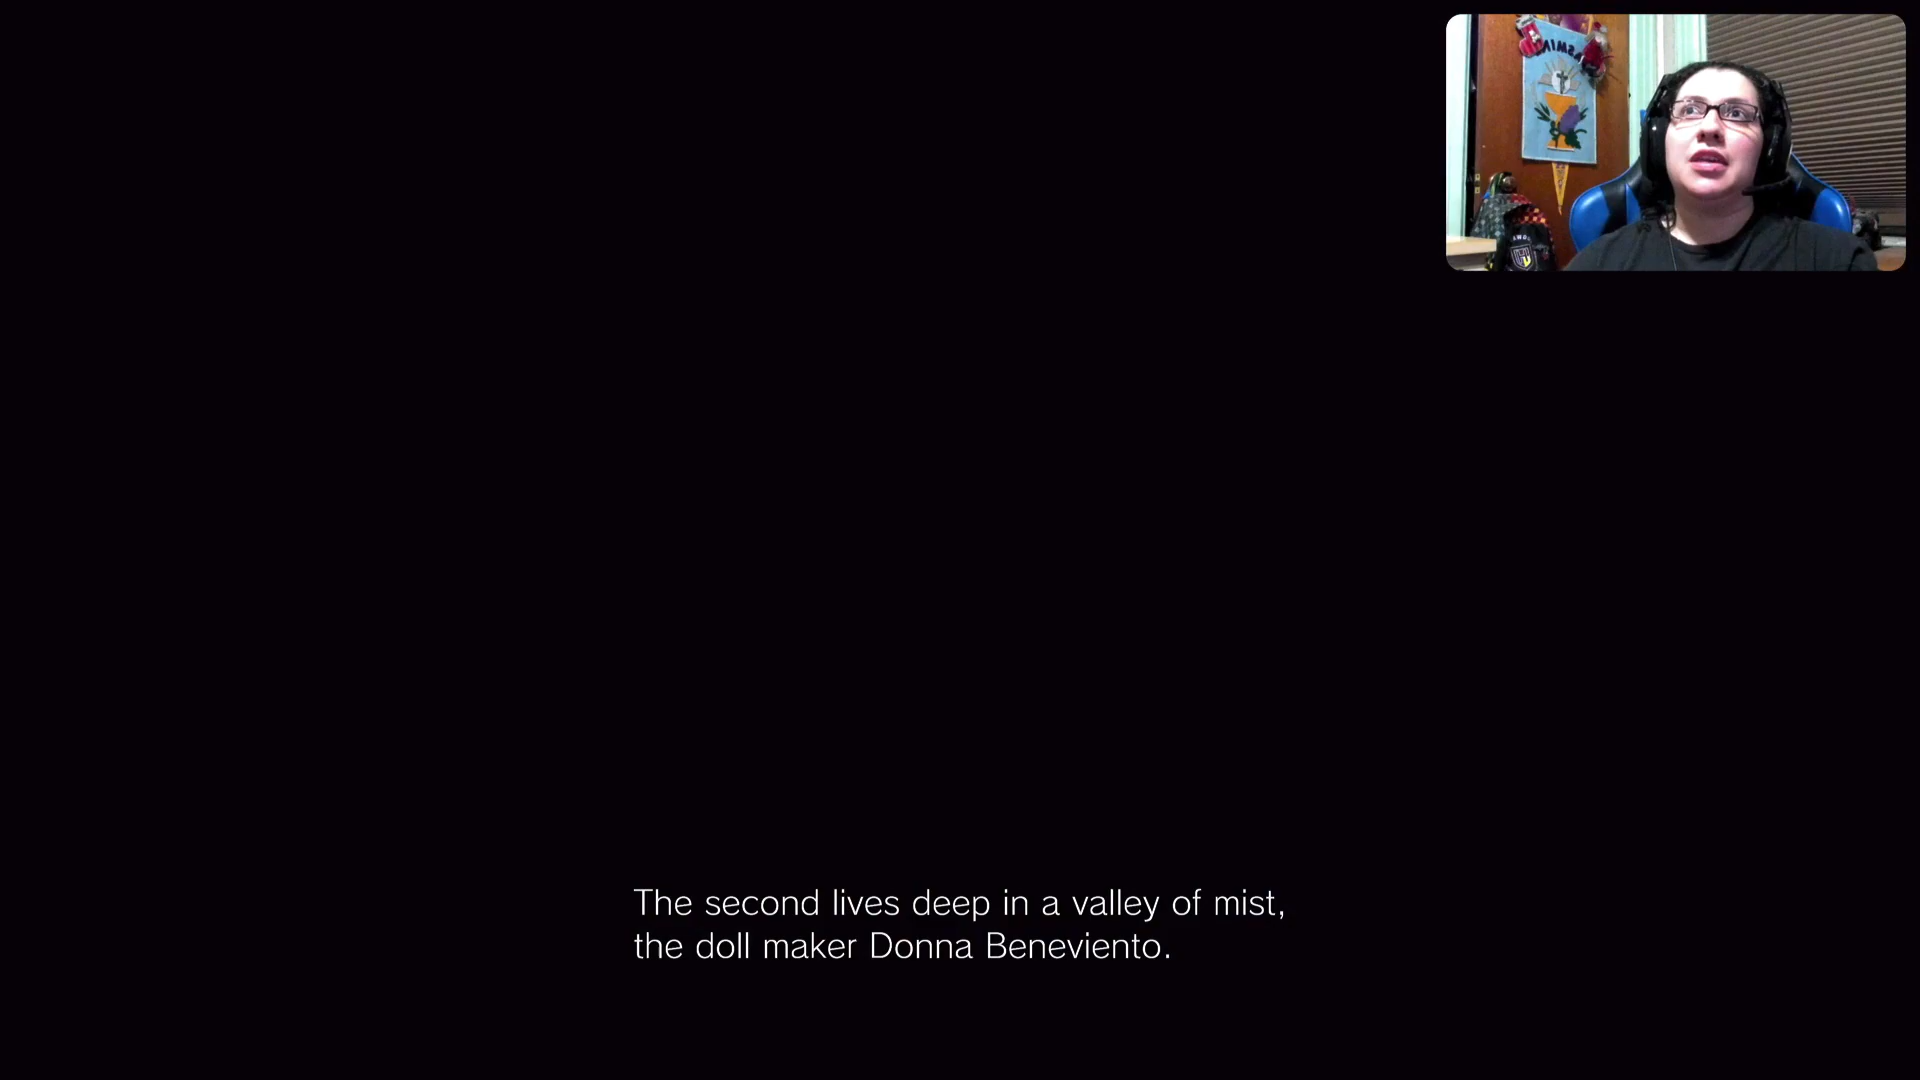 The second lives deep in a valley of mist,
the doll maker Donna Beneviento.